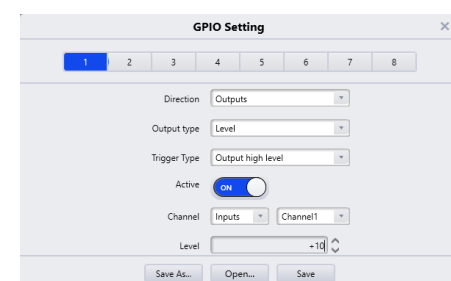 GPIO Setting
1 2 3 4 5 6 7 8
Direction Outputs
Output type Level
Trigger Type Output high level
Active ON
Channel Inputs Channel1
Level +10
Save As... Open... Save